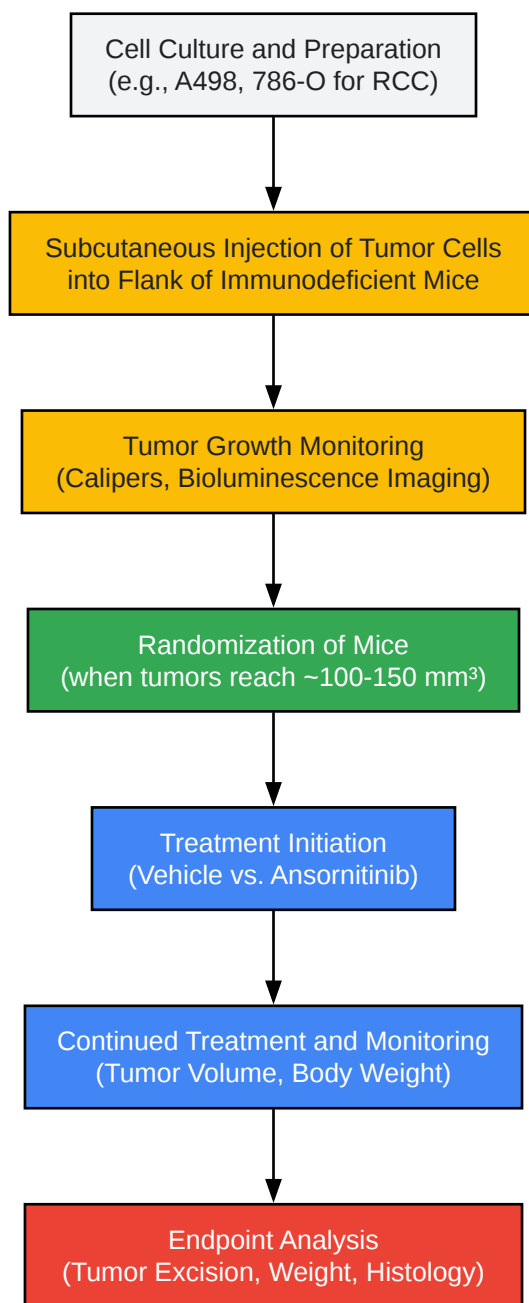 Cell Culture and Preparation
(e.g., A498, 786-O for RCC)
Subcutaneous Injection of Tumor Cells
into Flank of Immunodeficient Mice
Tumor Growth Monitoring
(Calipers, Bioluminescence Imaging)
Randomization of Mice
(when tumors reach ~100-150 mm³)
Treatment Initiation
(Vehicle vs. Ansornitinib)
Continued Treatment and Monitoring
(Tumor Volume, Body Weight)
Endpoint Analysis
(Tumor Excision, Weight, Histology)